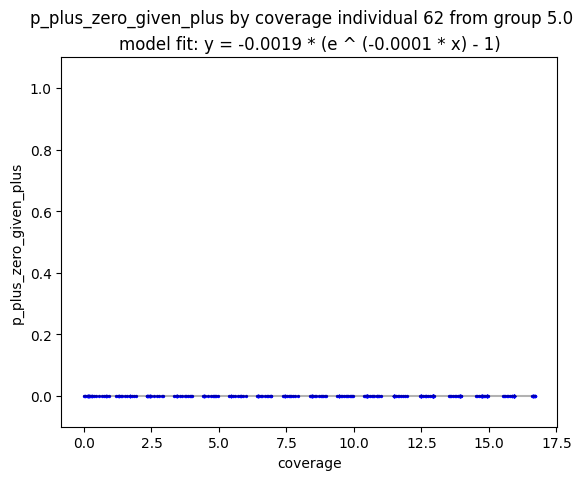 p_plus_zero_given_plus by coverage individual 62 from group 5.0
model fit: y = -0.0019 * (e ^ (-0.0001 * x) - 1)
1.0
0.8
0.6
0.4
0.2
0.0
p_plus_zero_given_plus
0.0 2.5 5.0 7.5 10.0 12.5 15.0 17.5
coverage